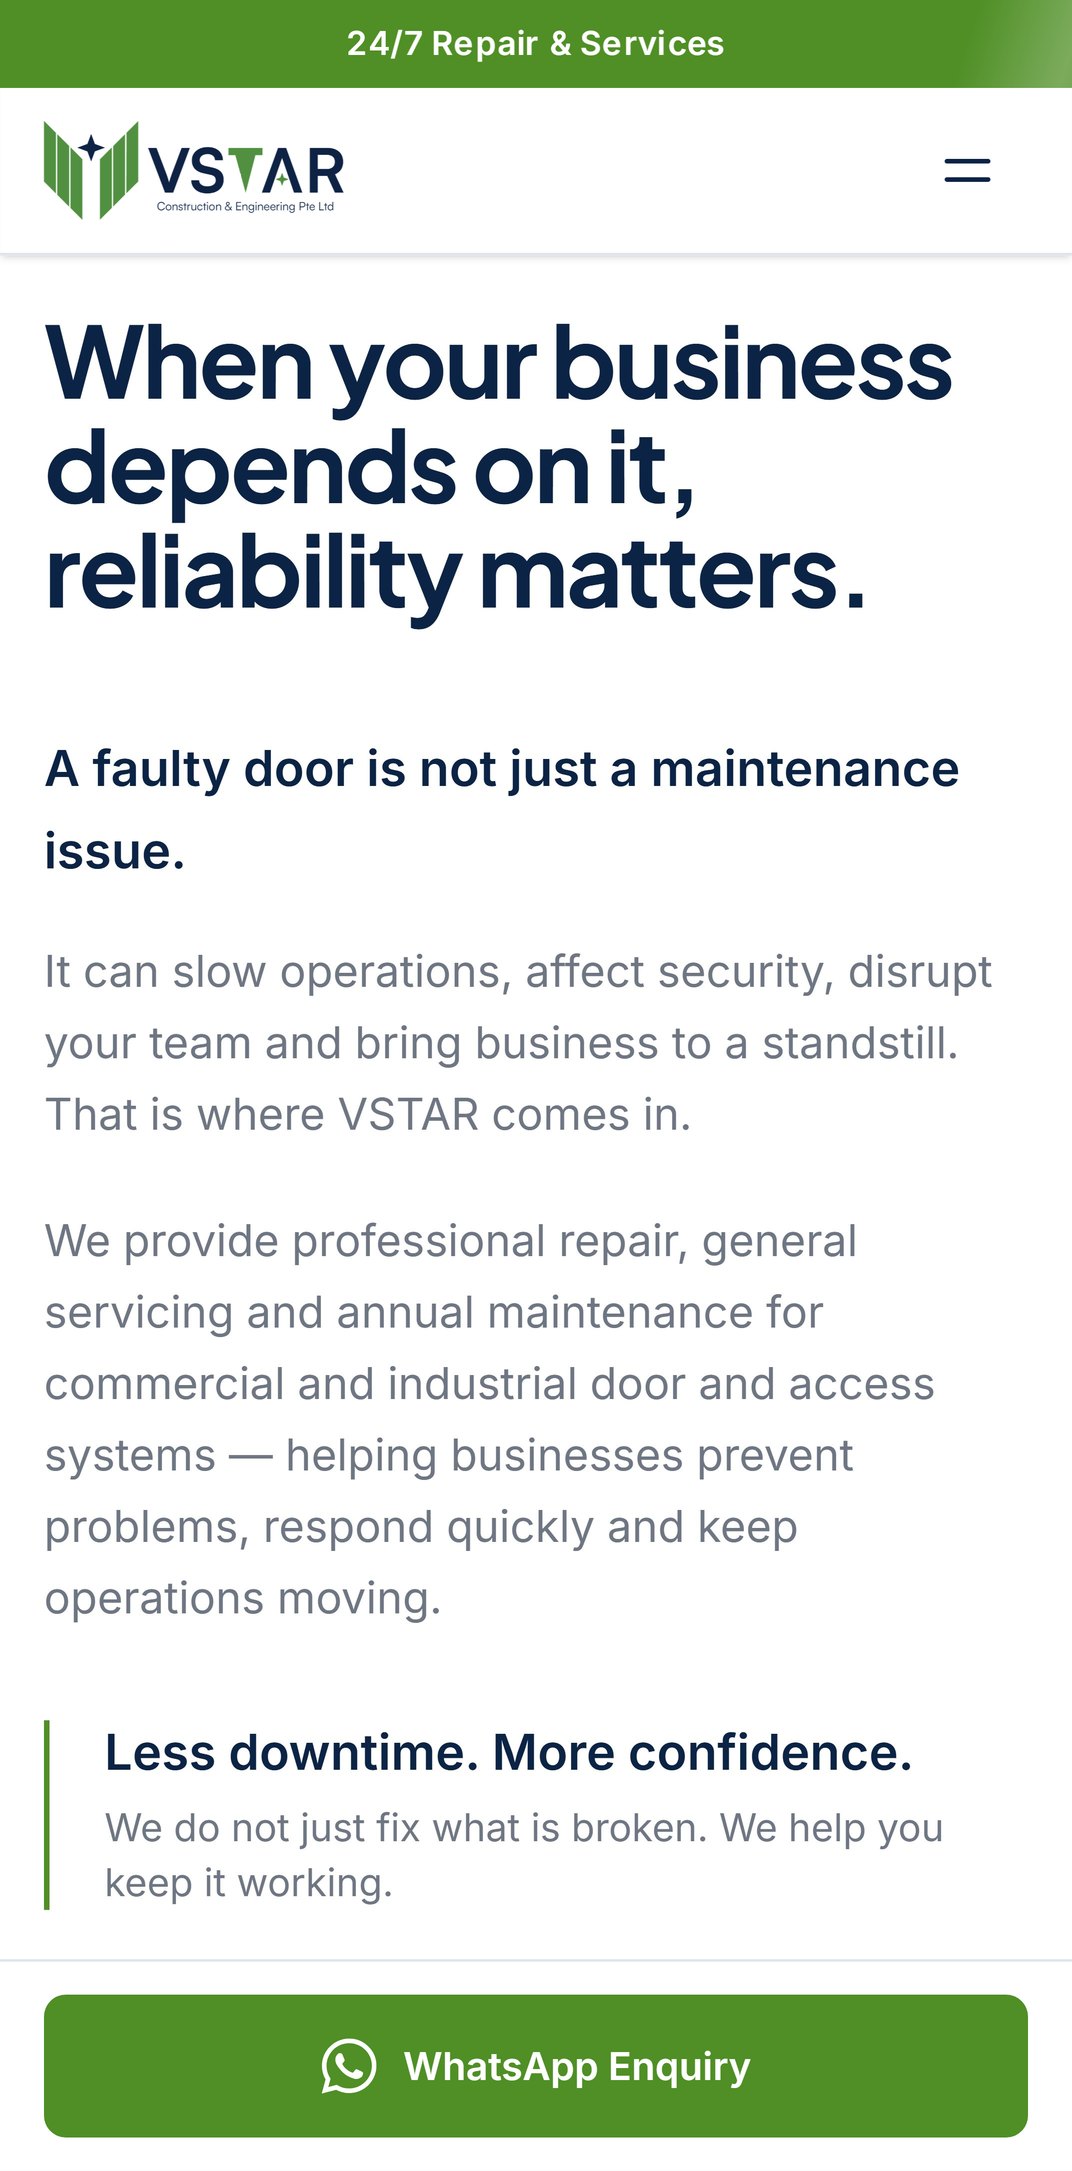 24/7 Repair & Services
VSTAR
Construction & Engineering Pte Ltd
When your business
depends on it,
reliability matters.
A faulty door is not just a maintenance
issue.
It can slow operations, affect security, disrupt
your team and bring business to a standstill.
That is where VSTAR comes in.
We provide professional repair, general
servicing and annual maintenance for
commercial and industrial door and access
systems — helping businesses prevent
problems, respond quickly and keep
operations moving.
Less downtime. More confidence.
We do not just fix what is broken. We help you
keep it working.
WhatsApp Enquiry